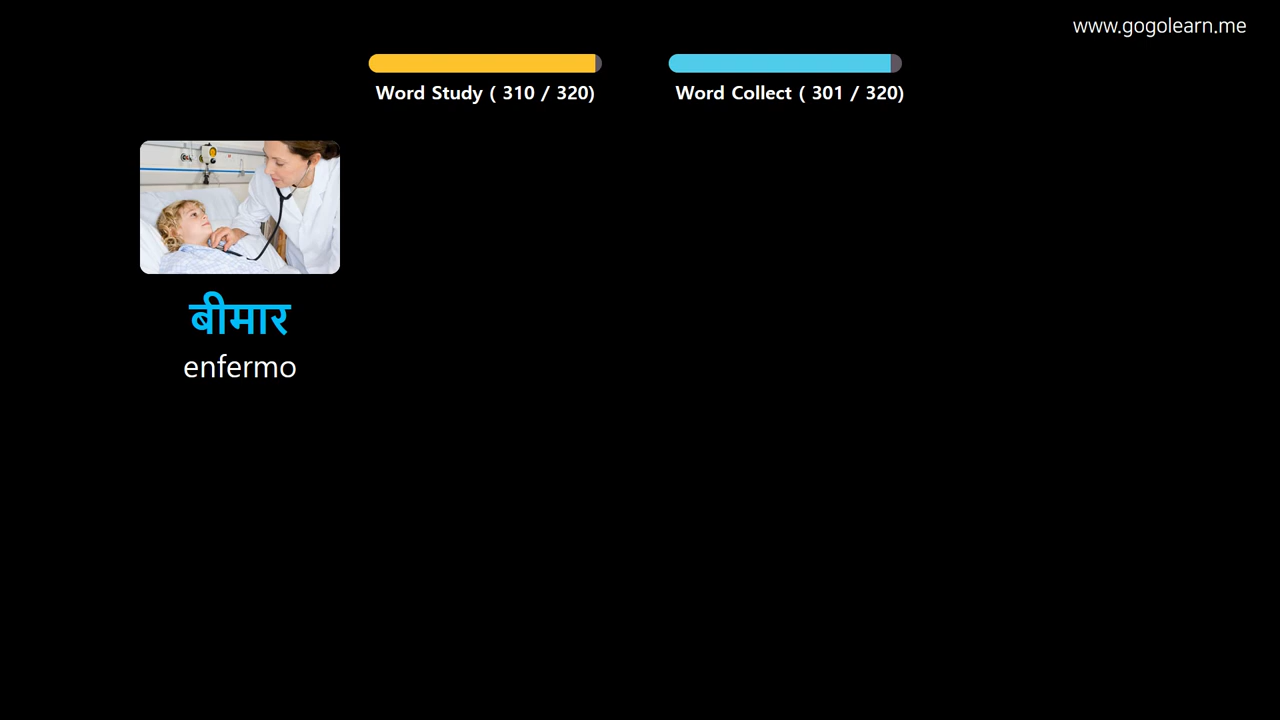 www.gogolearn.me
Word Study ( 310 / 320)
Word Collect ( 301 / 320)
बीमार
enfermo